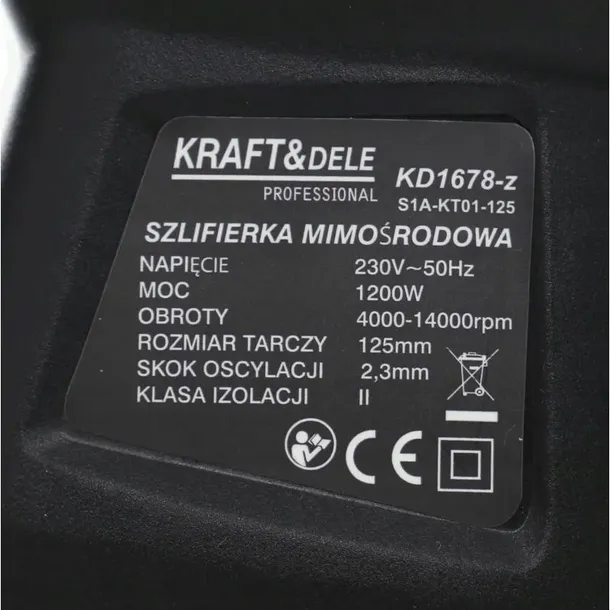 KRAFT&DELE
PROFESSIONAL
KD1678-z
S1A-KT01-125
SZLIFIERKA MIMOŚRODOWA
NAPIĘCIE 230V~50Hz
MOC 1200W
OBROTY 4000-14000rpm
ROZMIAR TARCZY 125mm
SKOK OSCYLACJI 2,3mm
KLASA IZOLACJI II
CE